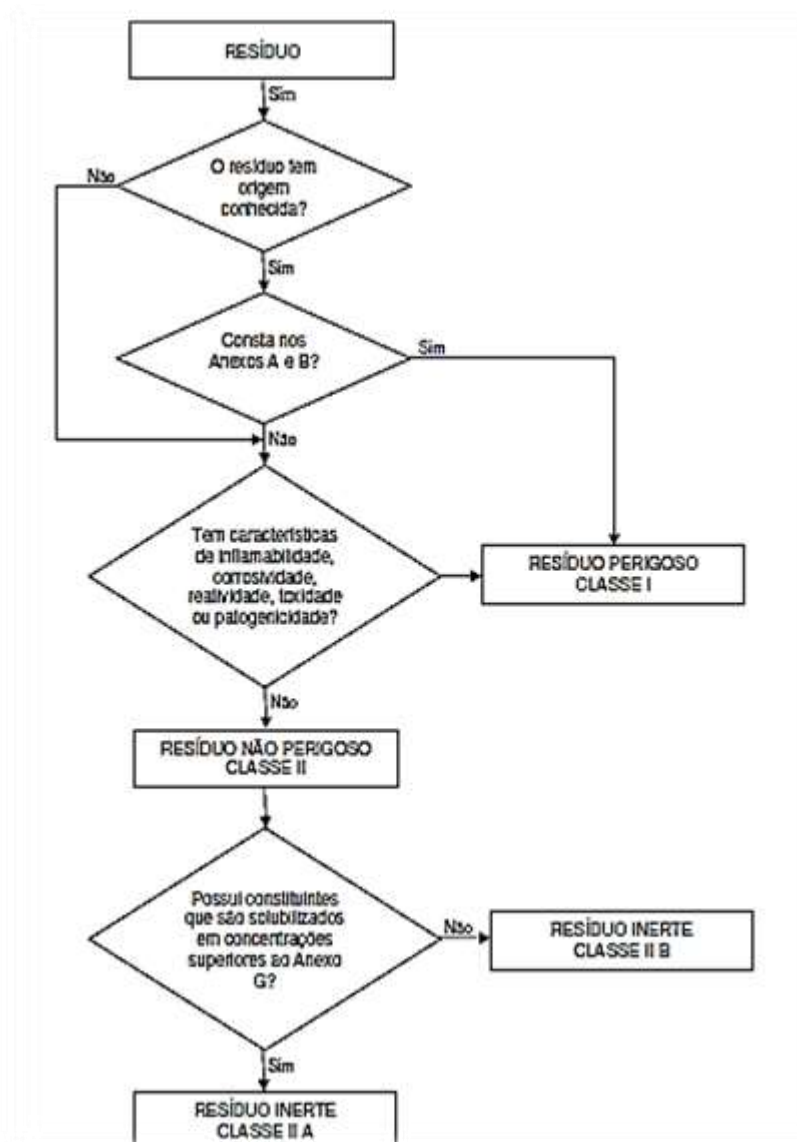 RESÍDUO
Sim
O resíduo tem
origem
conhecida?
Não
Sim
Consta nos
Anexos A e B?
Sim
Não
Tem características
de inflamabilidade,
corrosividade,
reatividade, toxidade
ou patogenicidade?
RESÍDUO PERIGOSO
CLASSE I
Não
RESÍDUO NÃO PERIGOSO
CLASSE II
Possui constituintes
que são solubilizados
em concentrações
superiores ao Anexo
G?
Não
RESÍDUO INERTE
CLASSE II B
Sim
RESÍDUO INERTE
CLASSE II A